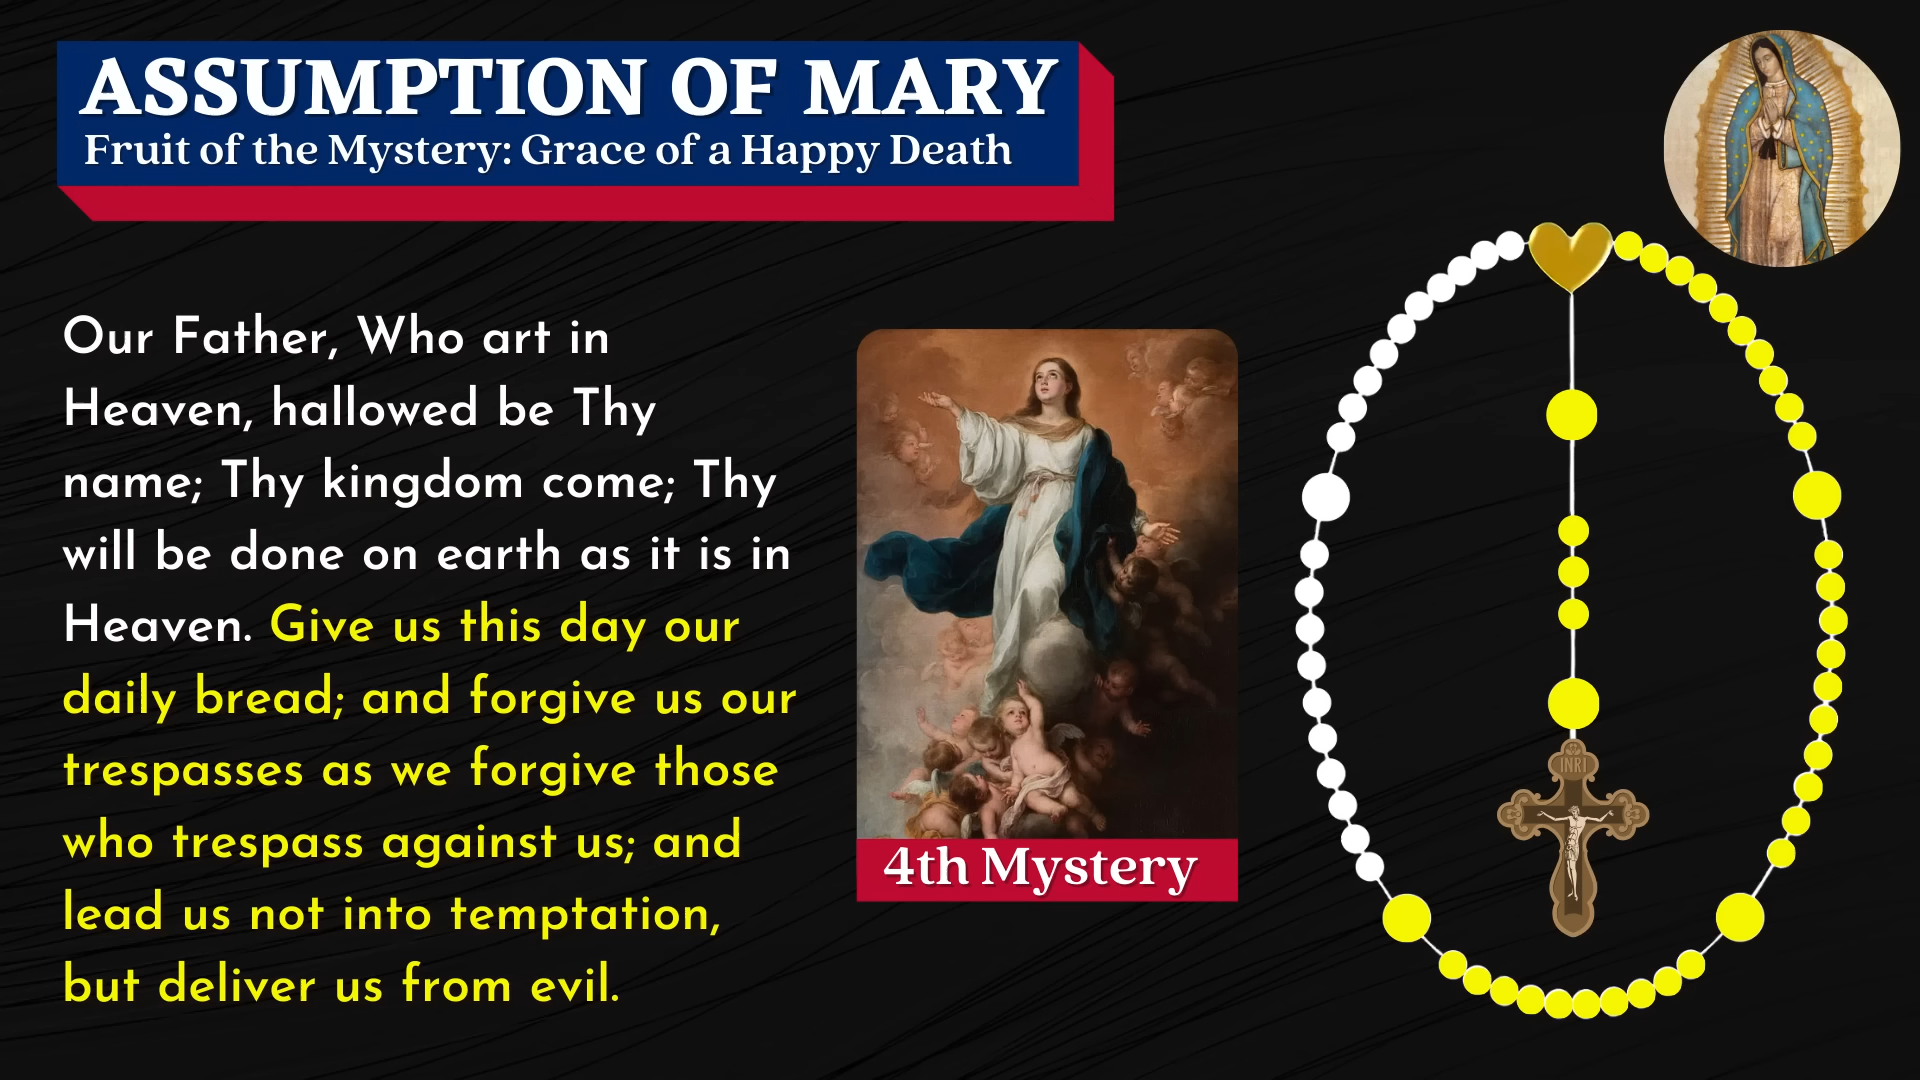 ASSUMPTION OF MARY
Fruit of the Mystery: Grace of a Happy Death
Our Father, Who art in
Heaven, hallowed be Thy
name; Thy kingdom come; Thy
will be done on earth as it is in
Heaven. Give us this day our
daily bread; and forgive us our
trespasses as we forgive those
who trespass against us; and
lead us not into temptation,
but deliver us from evil.
4th Mystery
INRI